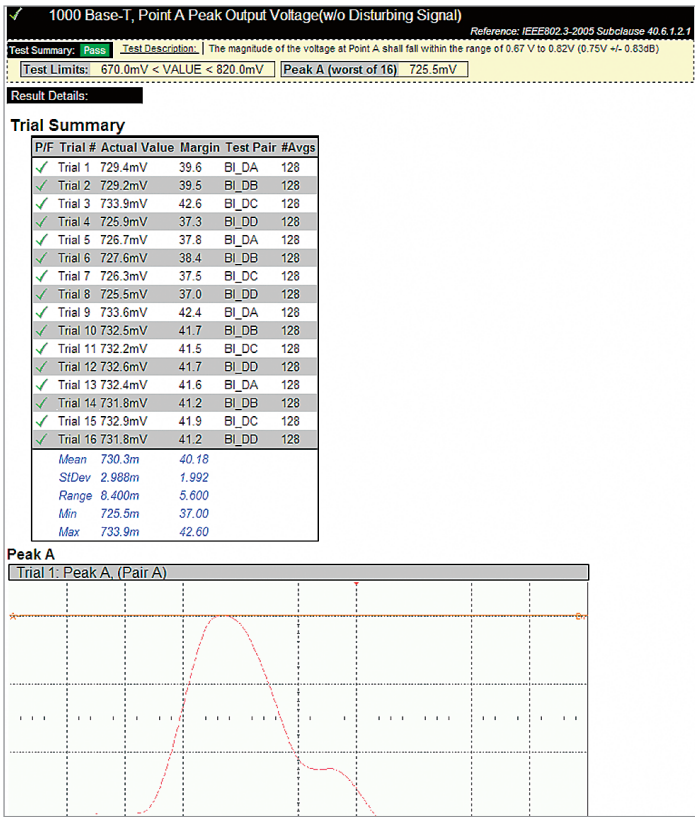 1000 Base-T, Point A Peak Output Voltage(w/o Disturbing Signal)
Reference: IEEE802.3-2005 Subclause 40.6.1.2.1
Test Summary: Pass Test Description: The magnitude of the voltage at Point A shall fall within the range of 0.67 V to 0.82V (0.75V +/- 0.83dB)
Test Limits: 670.0mV < VALUE < 820.0mV Peak A (worst of 16) 725.5mV
Result Details:
Trial Summary
P/F Trial # Actual Value Margin Test Pair #Avgs
Trial 1 729.4mV 39.6 BI_DA 128
Trial 2 729.2mV 39.5 BI_DB 128
Trial 3 733.9mV 42.6 BI_DC 128
Trial 4 725.9mV 37.3 BI_DD 128
Trial 5 726.7mV 37.8 BI_DA 128
Trial 6 727.6mV 38.4 BI_DB 128
Trial 7 726.3mV 37.5 BI_DC 128
Trial 8 725.5mV 37.0 BI_DD 128
Trial 9 733.6mV 42.4 BI_DA 128
Trial 10 732.5mV 41.7 BI_DB 128
Trial 11 732.2mV 41.5 BI_DC 128
Trial 12 732.6mV 41.7 BI_DD 128
Trial 13 732.4mV 41.6 BI_DA 128
Trial 14 731.8mV 41.2 BI_DB 128
Trial 15 732.9mV 41.9 BI_DC 128
Trial 16 731.8mV 41.2 BI_DD 128
Mean 730.3m 40.18
StDev 2.988m 1.992
Range 8.400m 5.600
Min 725.5m 37.00
Max 733.9m 42.60
Peak A
Trial 1: Peak A, (Pair A)